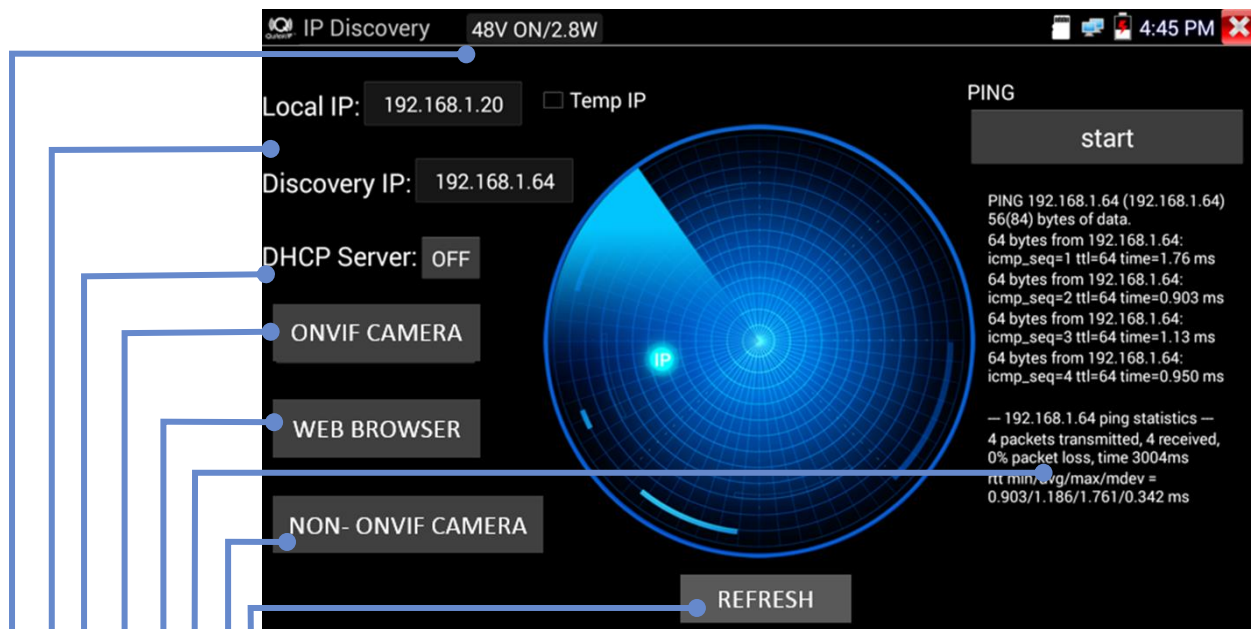 IP Discovery
48V ON/2.8W
4:45 PM
Local IP:
192.168.1.20
Temp IP
Discovery IP:
192.168.1.64
DHCP Server:
OFF
ONVIF CAMERA
WEB BROWSER
NON- ONVIF CAMERA
IP
REFRESH
PING
start
PING 192.168.1.64 (192.168.1.64)
56(84) bytes of data.
64 bytes from 192.168.1.64:
icmp_seq=1 ttl=64 time=1.76 ms
64 bytes from 192.168.1.64:
icmp_seq=2 ttl=64 time=0.903 ms
64 bytes from 192.168.1.64:
icmp_seq=3 ttl=64 time=1.13 ms
64 bytes from 192.168.1.64:
icmp_seq=4 ttl=64 time=0.950 ms
--- 192.168.1.64 ping statistics ---
4 packets transmitted, 4 received,
0% packet loss, time 3004ms
rtt min/avg/max/mdev =
0.903/1.186/1.761/0.342 ms